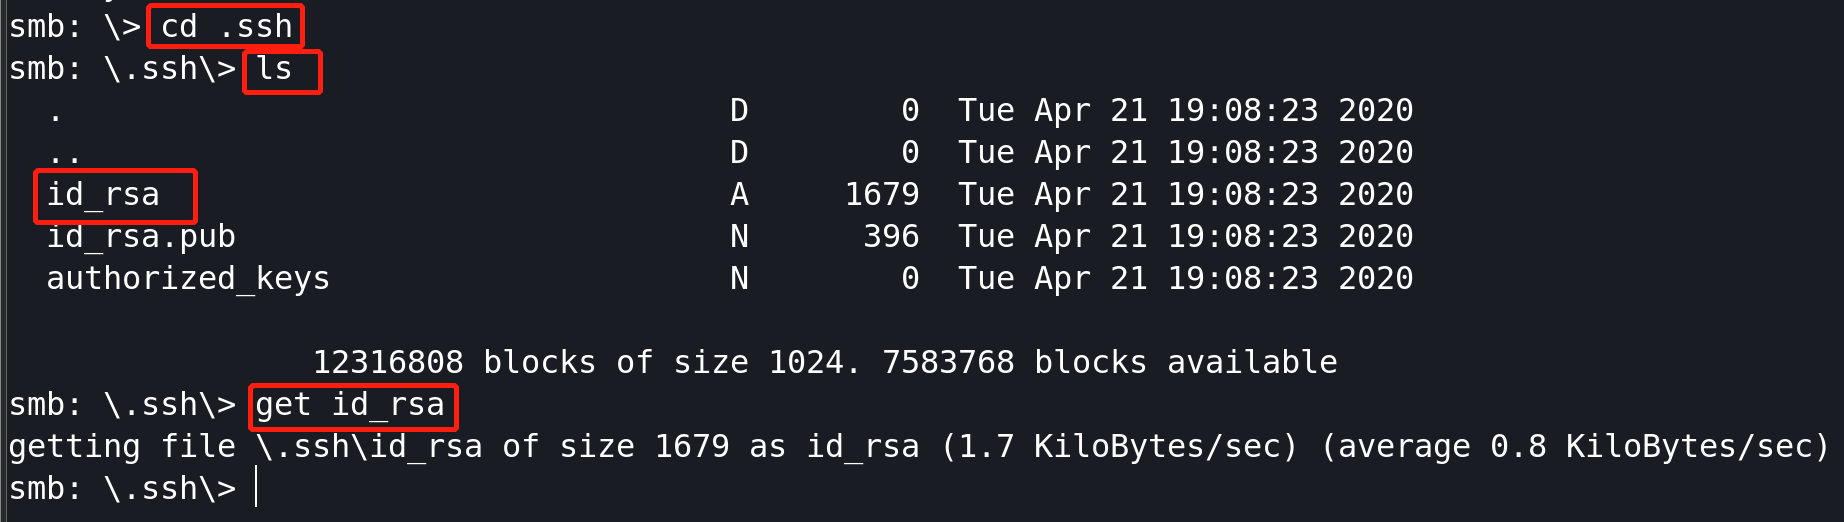 smb: \> cd .ssh
smb: \.ssh\> ls
  .                                   D        0  Tue Apr 21 19:08:23 2020
  ..                                  D        0  Tue Apr 21 19:08:23 2020
  id_rsa                              A     1679  Tue Apr 21 19:08:23 2020
  id_rsa.pub                          N      396  Tue Apr 21 19:08:23 2020
  authorized_keys                     N        0  Tue Apr 21 19:08:23 2020
                12316808 blocks of size 1024. 7583768 blocks available
smb: \.ssh\> get id_rsa
getting file \.ssh\id_rsa of size 1679 as id_rsa (1.7 KiloBytes/sec) (average 0.8 KiloBytes/sec)
smb: \.ssh\>